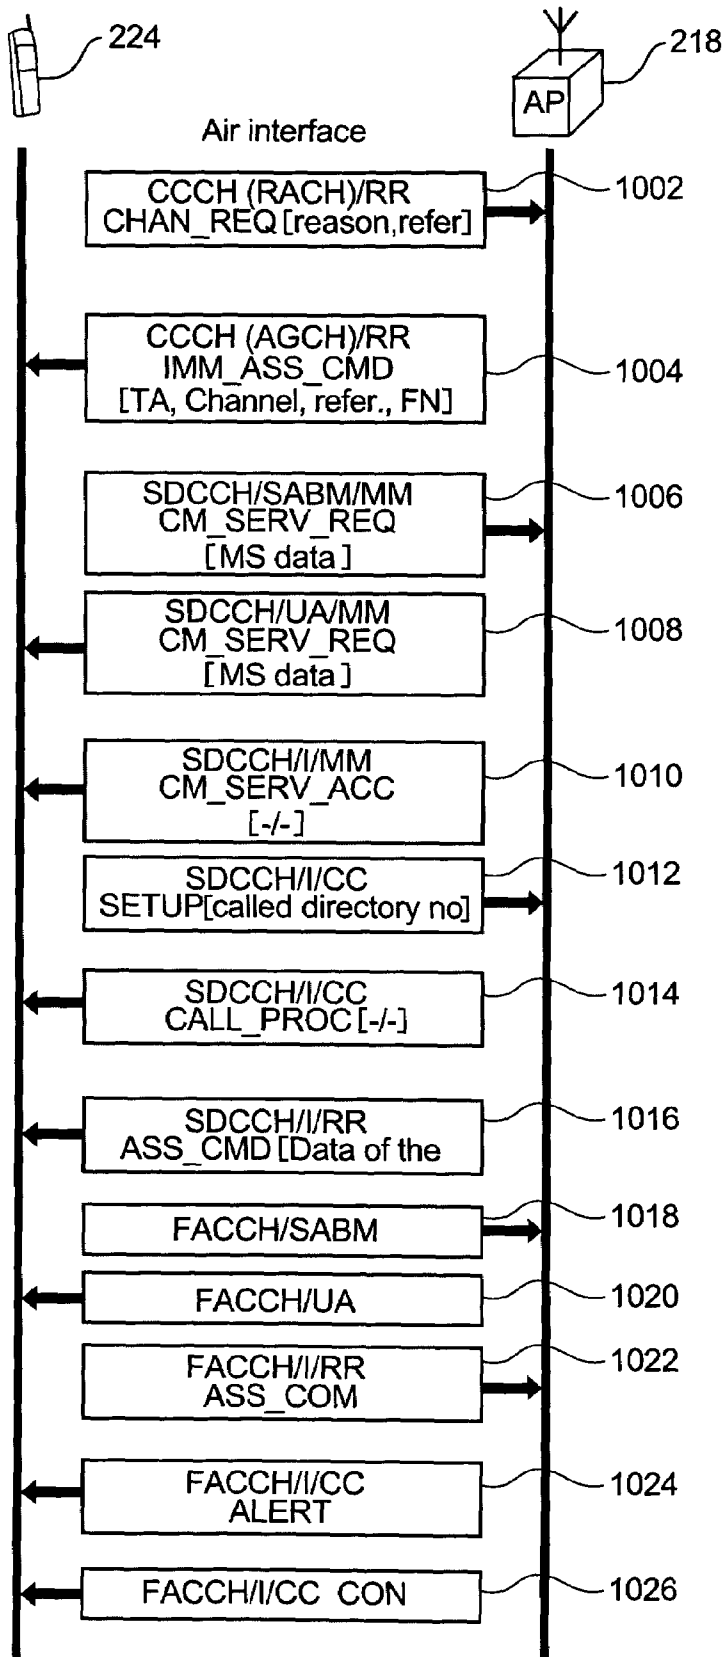 224
218
AP
Air interface
CCCH (RACH)/RR
CHAN_REQ[reason,refer]
1002
CCCH (AGCH)/RR
IMM_ASS_CMD
[TA, Channel, refer., FN]
1004
SDCCH/SABM/MM
CM_SERV_REQ
[MS data]
1006
SDCCH/UA/MM
CM_SERV_REQ
[MS data]
1008
SDCCH/I/MM
CM_SERV_ACC
[-/-]
1010
SDCCH/I/CC
SETUP[called directory no]
1012
SDCCH/I/CC
CALL_PROC[-/-]
1014
SDCCH/I/RR
ASS_CMD[Data of the
1016
FACCH/SABM
1018
FACCH/UA
1020
FACCH/I/RR
ASS_COM
1022
FACCH/I/CC
ALERT
1024
FACCH/I/CC CON
1026